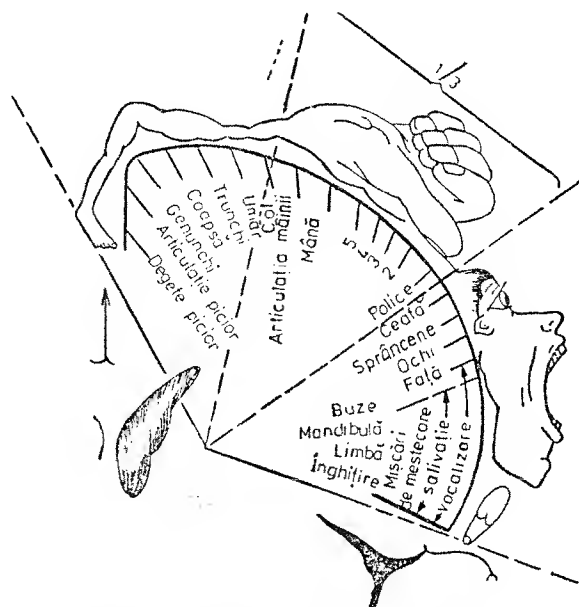 1/3
Degete picior
Articulație picior
Genunchi
Coapsă
Trunchi
Umăr
Cot
Articulația mâinii
Mână
5
4
3
2
Police
Ceafă
Sprâncene
Ochi
Față
Buze
Mandibulă
Limbă
Înghițire
Mișcări
de mestecare
salivație
vocalizare